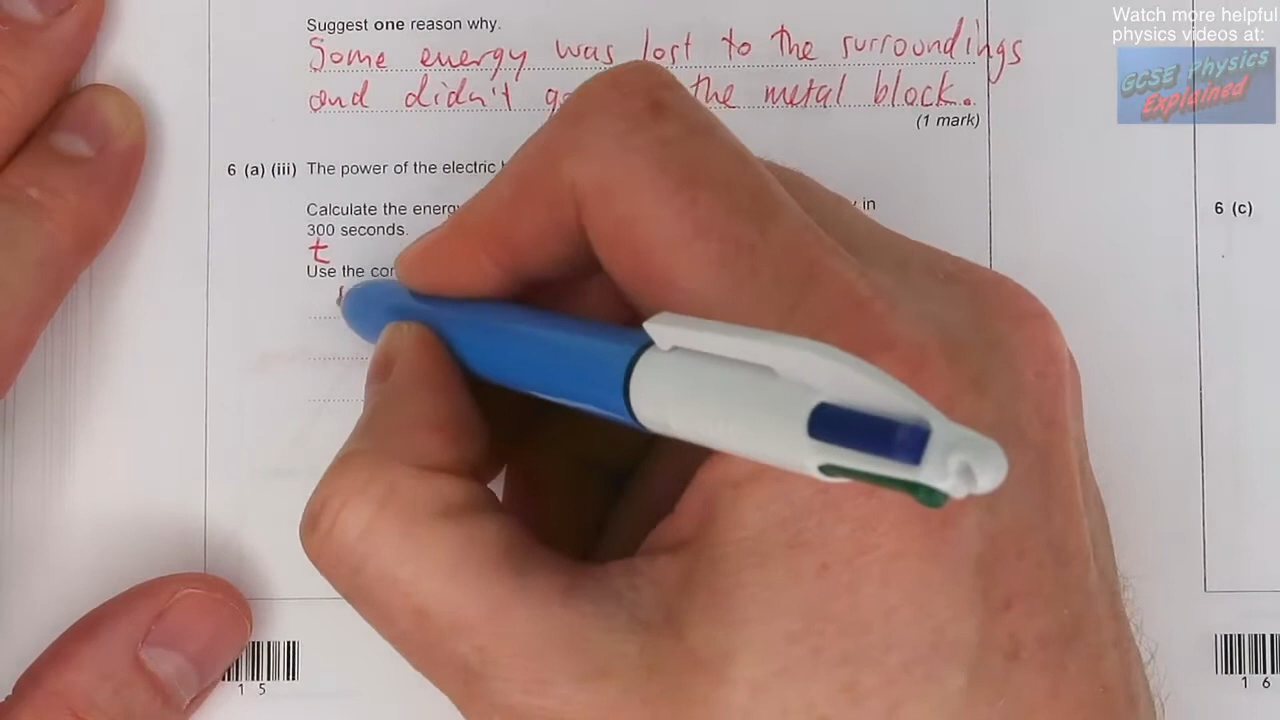 Watch more helpful
physics videos at:
GCSE Physics
Explained
Suggest one reason why.
Some energy was lost to the surroundings
and didn't the metal block.
(1 mark)
6 (a) (iii) The power of the electric
Calculate the in
300 seconds.
t
Use the
6 (c)
1 5
1 6